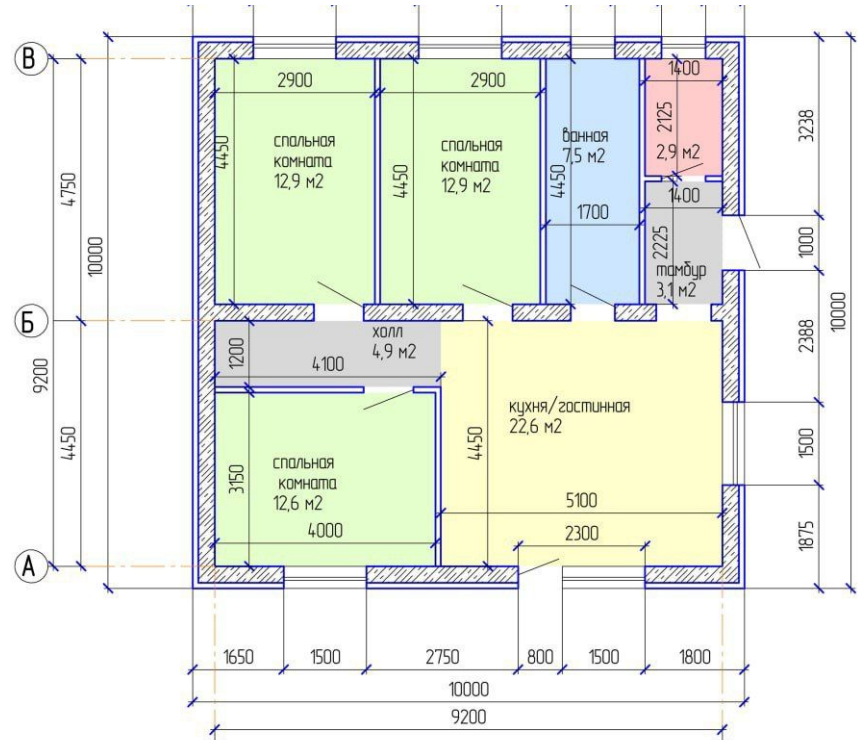 В
2900
2900
1400
2125
3238
спальная
комната
12,9 м2
4450
спальная
комната
12,9 м2
4450
ванная
7,5 м2
4450
2,9 м2
4750
10000
1700
1400
2225
1000
10000
тамбур
3,1 м2
Б
холл
4,9 м2
1200
4100
2388
9200
кухня/гостинная
22,6 м2
4450
4450
1500
спальная
комната
12,6 м2
3150
5100
4000
2300
1875
А
1650
1500
2750
800
1500
1800
10000
9200